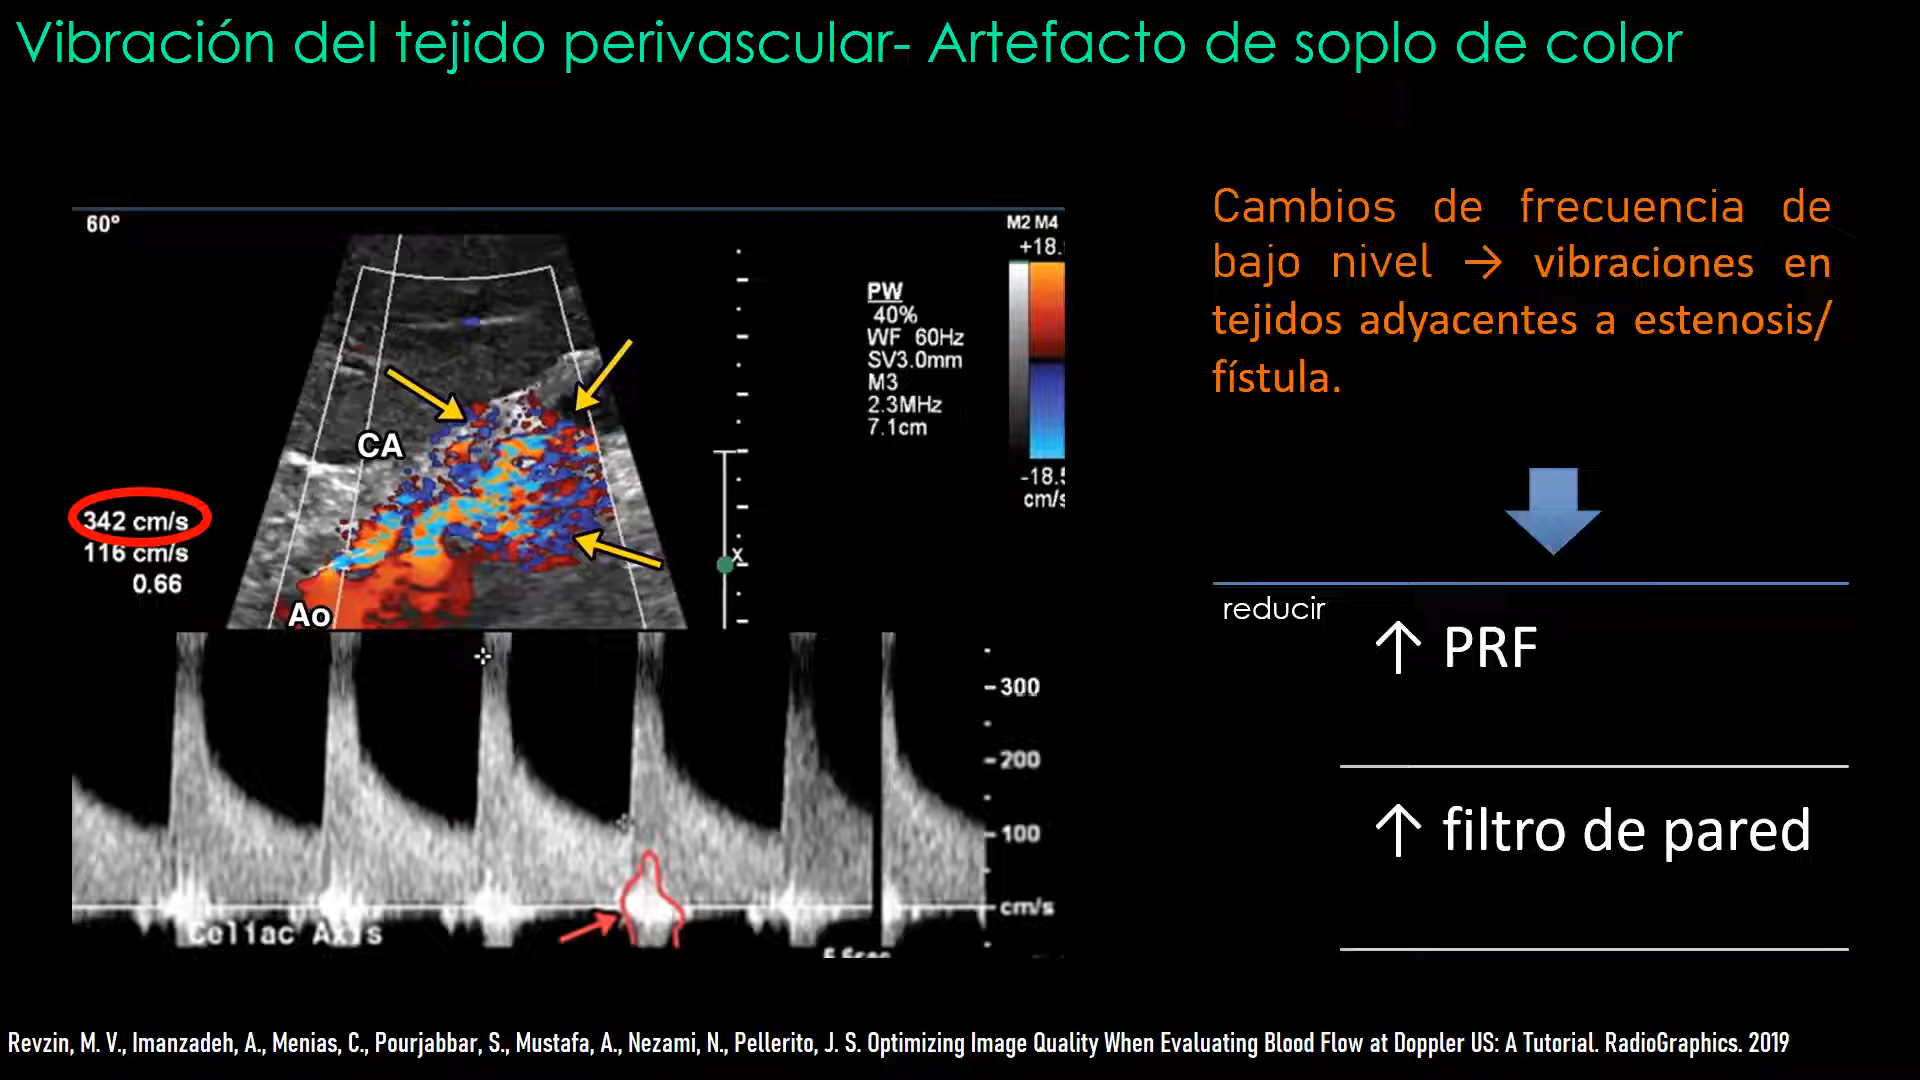 Vibración del tejido perivascular- Artefacto de soplo de color
60°
M2 M4
+18.
PW
40%
WF 60Hz
SV3.0mm
M3
2.3MHz
7.1cm
-18.5
cm/s
CA
342 cm/s
116 cm/s
0.66
Ao
x
300
200
100
cm/s
Celiac Axis
Cambios de frecuencia de
bajo nivel → vibraciones en
tejidos adyacentes a estenosis/
fístula.
reducir
↑ PRF
↑ filtro de pared
Revzin, M. V., Imanzadeh, A., Menias, C., Pourjabbar, S., Mustafa, A., Nezami, N., Pellerito, J. S. Optimizing Image Quality When Evaluating Blood Flow at Doppler US: A Tutorial. RadioGraphics. 2019